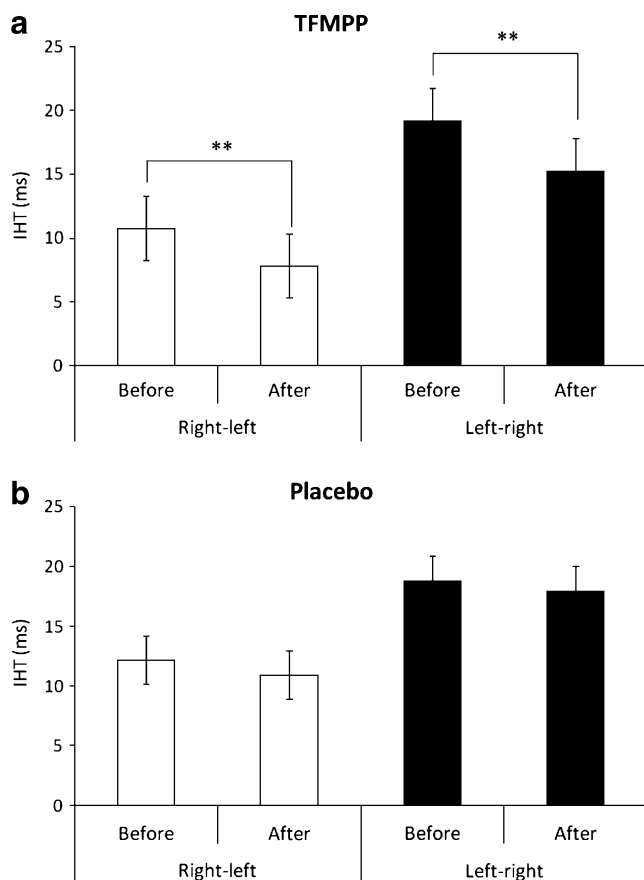 a
TFMPP
25
20
15
10
5
0
IHT (ms)
**
**
Before After Before After
Right-left Left-right
b
Placebo
25
20
15
10
5
0
IHT (ms)
Before After Before After
Right-left Left-right